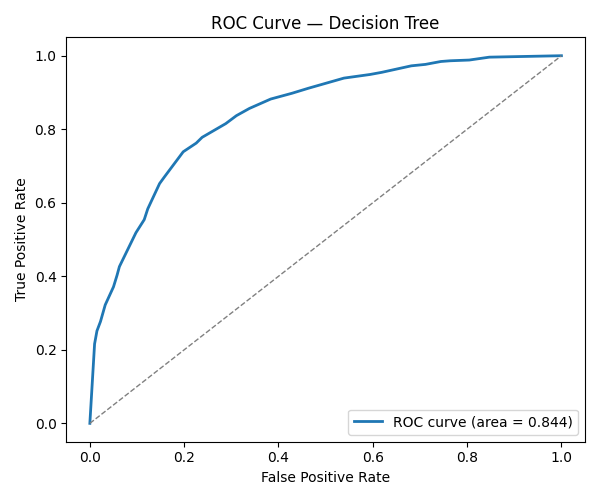 ROC Curve — Decision Tree
True Positive Rate
1.0
0.8
0.6
0.4
0.2
0.0
ROC curve (area = 0.844)
0.0 0.2 0.4 0.6 0.8 1.0
False Positive Rate